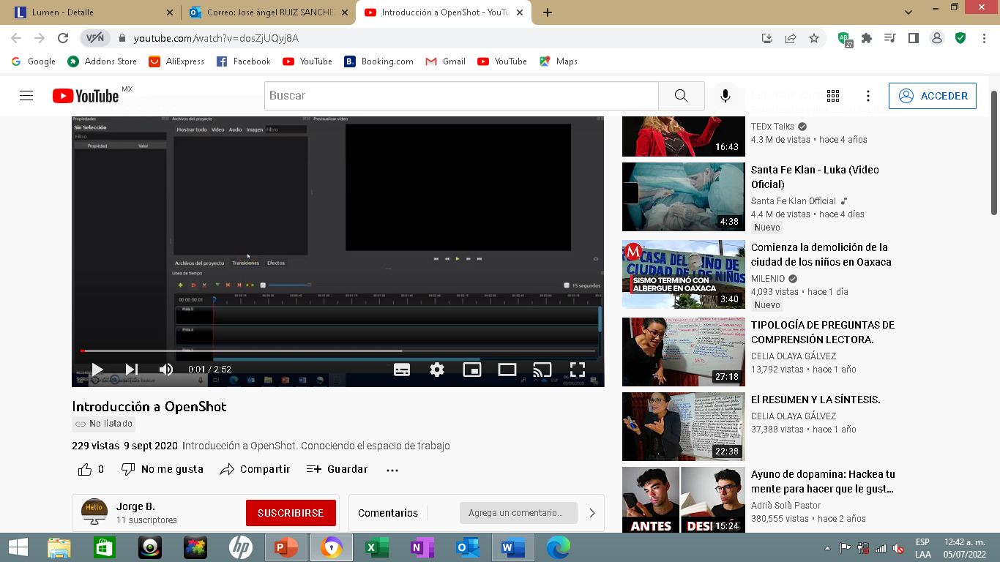 Lumen - Detalle
Correo: José ángel RUIZ SANCHE
Introducción a OpenShot - YouTu
VPN
youtube.com/watch?v=dosZjUQyj8A
27
Google
Addons Store
AliExpress
Facebook
YouTube
Booking.com
Gmail
YouTube
Maps
YouTube MX
Buscar
ACCEDER
Propiedades
Archivos del proyecto
Previsualizar vídeo
Sin Selección
Filtro
Propiedad Valor
Mostrar todo Vídeo Audio Imagen Filtro
Archivos del proyecto Transiciones Efectos
Línea de tiempo
15 segundos
00:00:00:01
Pista 5
Pista 4
0:01 / 2:52
Introducción a OpenShot
No listado
229 vistas 9 sept 2020 Introducción a OpenShot. Conociendo el espacio de trabajo
0
No me gusta
Compartir
Guardar
Hello
Jorge B.
11 suscriptores
SUSCRIBIRSE
Comentarios
Agrega un comentario...
16:43
TEDx Talks
4.3 M de vistas • hace 4 años
4:38
Santa Fe Klan - Luka (Video
Oficial)
Santa Fe Klan Official
4.4 M de vistas • hace 4 días
Nuevo
CASA DEL NIÑO DE
CIUDAD DE LOS NIÑOS
SISMO TERMINÓ CON
ALBERGUE EN OAXACA
3:40
Comienza la demolición de la
ciudad de los niños en Oaxaca
MILENIO
4,093 vistas • hace 1 día
Nuevo
27:18
TIPOLOGÍA DE PREGUNTAS DE
COMPRENSIÓN LECTORA.
CELIA OLAYA GÁLVEZ
13,792 vistas • hace 1 año
22:38
El RESUMEN Y LA SÍNTESIS.
CELIA OLAYA GÁLVEZ
37,388 vistas • hace 1 año
ANTES
15:24
Ayuno de dopamina: Hackea tu
mente para hacer que le gust...
Adrià Solà Pastor
380,555 vistas • hace 2 años
ESP
LAA
12:42 a. m.
05/07/2022